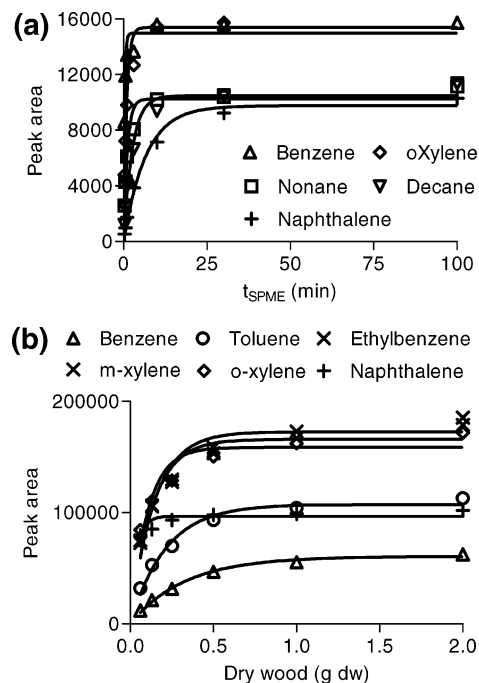 (a)
16000
12000
8000
4000
0
Peak area
Benzene oXylene
Nonane Decane
Naphthalene
0 25 50 75 100
tSPME (min)
(b)
Benzene Toluene Ethylbenzene
m-xylene o-xylene Naphthalene
200000
100000
0
Peak area
0.0 0.5 1.0 1.5 2.0
Dry wood (g dw)